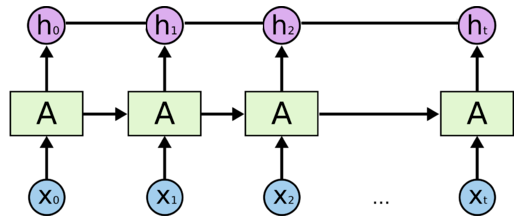 h₀ h₁ h₂ hₜ
A A A A
x₀ x₁ x₂ ... xₜ